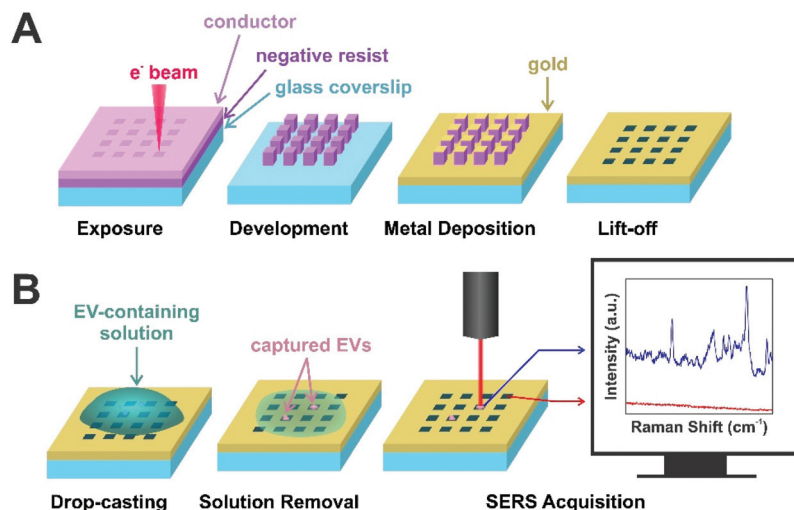 A
conductor
negative resist
e- beam
glass coverslip
gold
Exposure
Development
Metal Deposition
Lift-off
B
EV-containing
solution
captured EVs
Intensity (a.u.)
Raman Shift (cm-1)
Drop-casting
Solution Removal
SERS Acquisition